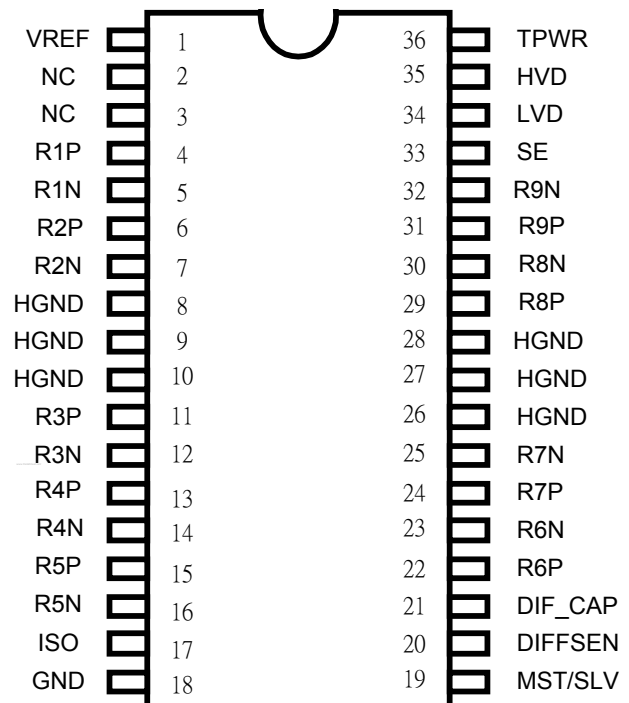 VREF 1 36 TPWR
NC 2 35 HVD
NC 3 34 LVD
R1P 4 33 SE
R1N 5 32 R9N
R2P 6 31 R9P
R2N 7 30 R8N
HGND 8 29 R8P
HGND 9 28 HGND
HGND 10 27 HGND
R3P 11 26 HGND
R3N 12 25 R7N
R4P 13 24 R7P
R4N 14 23 R6N
R5P 15 22 R6P
R5N 16 21 DIF_CAP
ISO 17 20 DIFFSEN
GND 18 19 MST/SLV